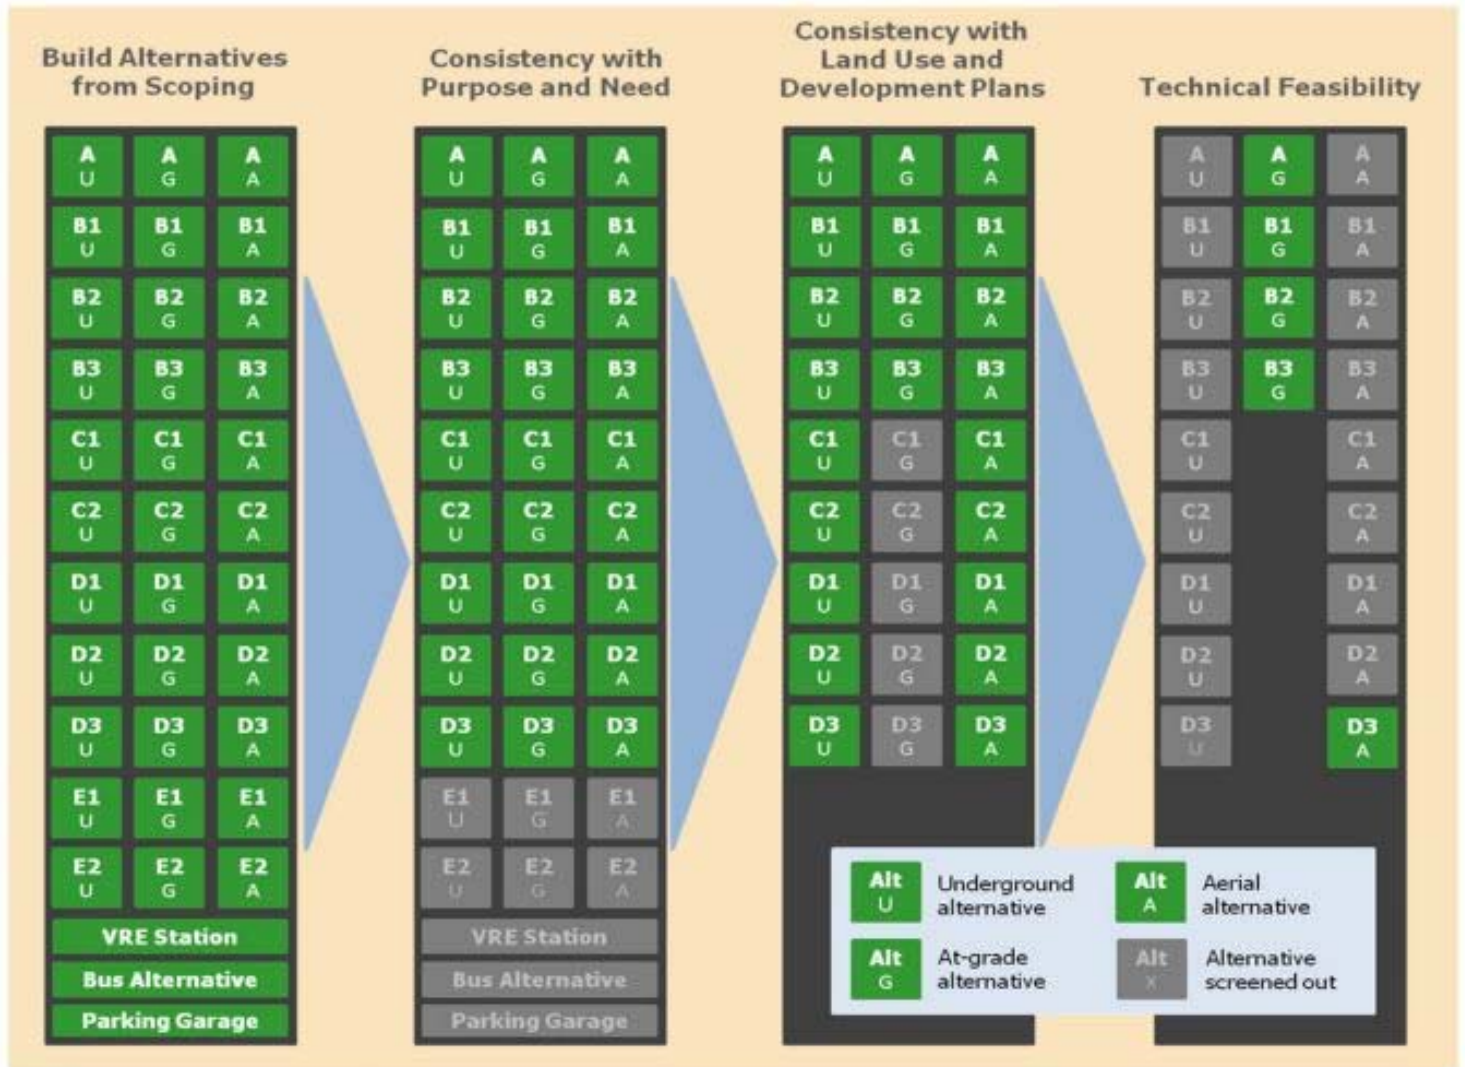 Build Alternatives
from Scoping
Consistency with
Purpose and Need
Consistency with
Land Use and
Development Plans
Technical Feasibility
A A A
U G A
B1 B1 B1
U G A
B2 B2 B2
U G A
B3 B3 B3
U G A
C1 C1 C1
U G A
C2 C2 C2
U G A
D1 D1 D1
U G A
D2 D2 D2
U G A
D3 D3 D3
U G A
E1 E1 E1
U G A
E2 E2 E2
U G A
VRE Station
Bus Alternative
Parking Garage
A A A
U G A
B1 B1 B1
U G A
B2 B2 B2
U G A
B3 B3 B3
U G A
C1 C1 C1
U G A
C2 C2 C2
U G A
D1 D1 D1
U G A
D2 D2 D2
U G A
D3 D3 D3
U G A
E1 E1 E1
U G A
E2 E2 E2
U G A
VRE Station
Bus Alternative
Parking Garage
A A A
U G A
B1 B1 B1
U G A
B2 B2 B2
U G A
B3 B3 B3
U G A
C1 C1 C1
U G A
C2 C2 C2
U G A
D1 D1 D1
U G A
D2 D2 D2
U G A
D3 D3 D3
U G A
A A A
U G A
B1 B1 B1
U G A
B2 B2 B2
U G A
B3 B3 B3
U G A
C1 C1
U A
C2 C2
U A
D1 D1
U A
D2 D2
U A
D3 D3
U A
Alt
U
Underground
alternative
Alt
A
Aerial
alternative
Alt
G
At-grade
alternative
Alt
X
Alternative
screened out